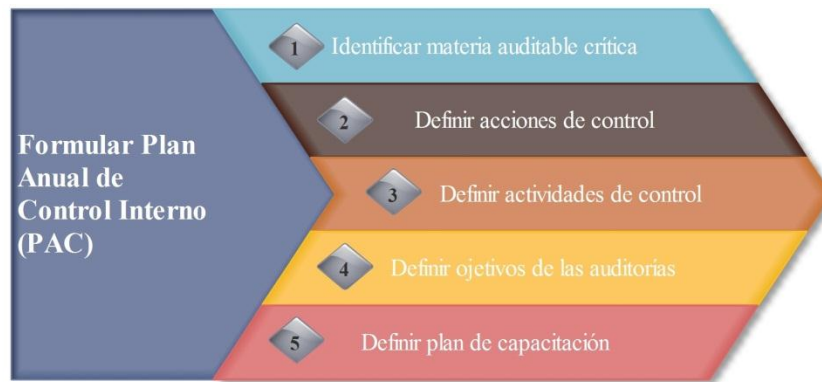 Formular Plan
Anual de
Control Interno
(PAC)
1 Identificar materia auditable crítica
2 Definir acciones de control
3 Definir actividades de control
4 Definir ojetivos de las auditorias
5 Definir plan de capacitación